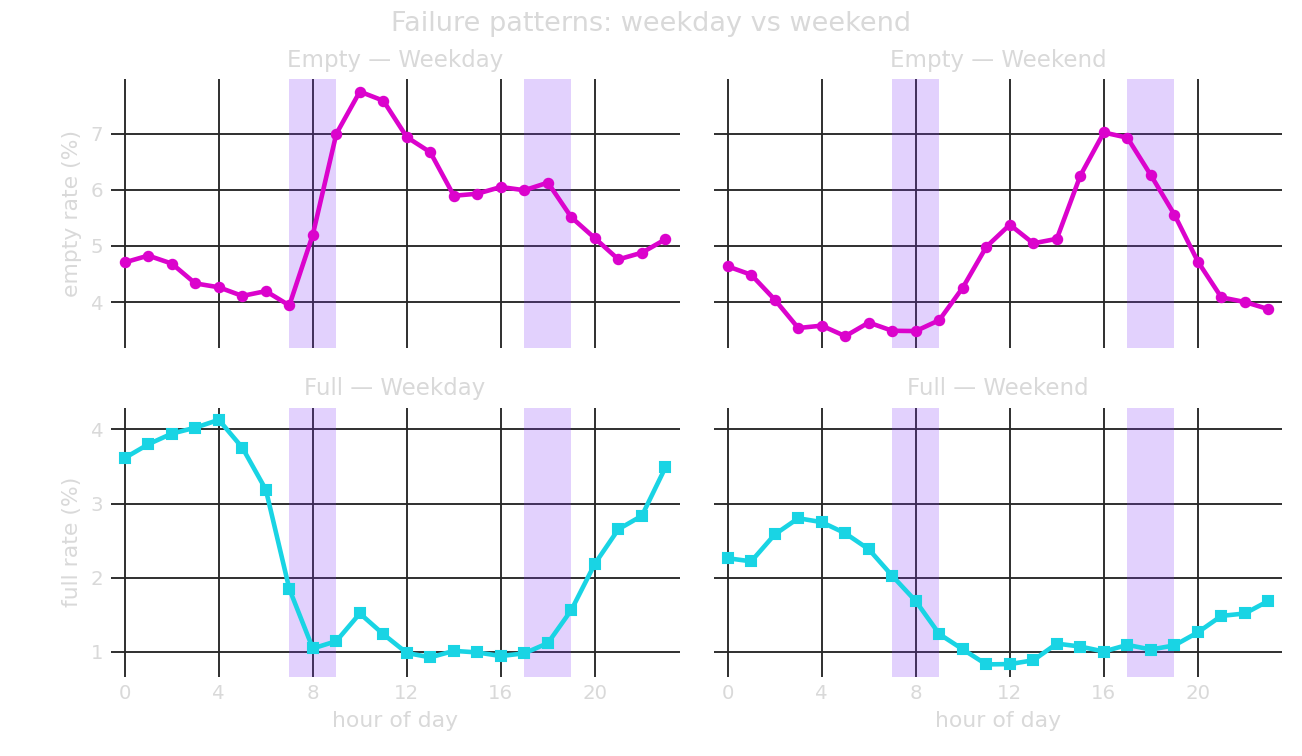 Failure patterns: weekday vs weekend
Empty — Weekday
Empty — Weekend
empty rate (%)
7
6
5
4
Full — Weekday
Full — Weekend
full rate (%)
4
3
2
1
0 4 8 12 16 20
0 4 8 12 16 20
hour of day
hour of day